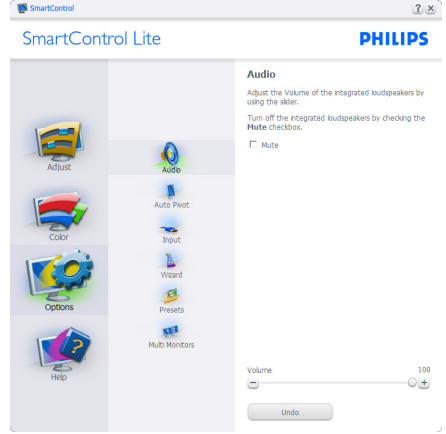 SmartControl
SmartControl Lite
PHILIPS
Adjust
Color
Options
Help
Audio
Auto Pivot
Input
Wizard
Presets
Multi Monitors
Audio
Adjust the Volume of the integrated loudspeakers by
using the slider.
Turn off the integrated loudspeakers by checking the
Mute checkbox.
Mute
Volume 100
Undo